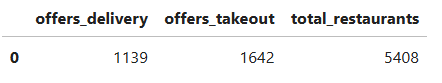 offers_delivery offers_takeout total_restaurants
0 1139 1642 5408